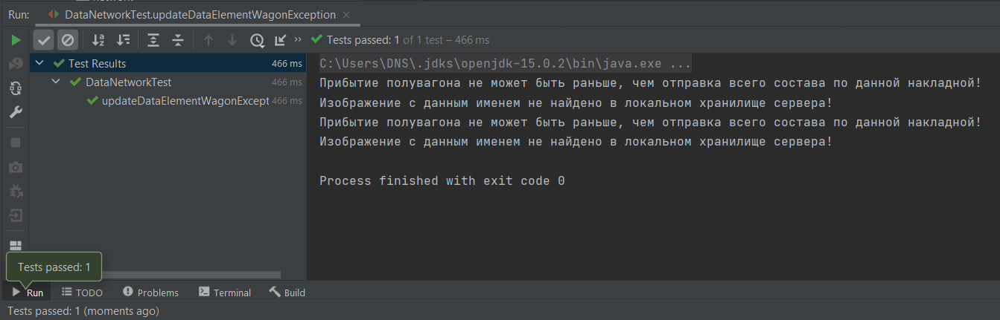 Run:
DataNetworkTest.updateDataElementWagonException
Tests passed: 1 of 1 test – 466 ms
Test Results 466 ms
DataNetworkTest 466 ms
updateDataElementWagonExcept 466 ms
C:\Users\DNS\.jdks\openjdk-15.0.2\bin\java.exe ...
Прибытие полувагона не может быть раньше, чем отправка всего состава по данной накладной!
Изображение с данным именем не найдено в локальном хранилище сервера!
Прибытие полувагона не может быть раньше, чем отправка всего состава по данной накладной!
Изображение с данным именем не найдено в локальном хранилище сервера!
Process finished with exit code 0
Tests passed: 1
Run TODO Problems Terminal Build
Tests passed: 1 (moments ago)